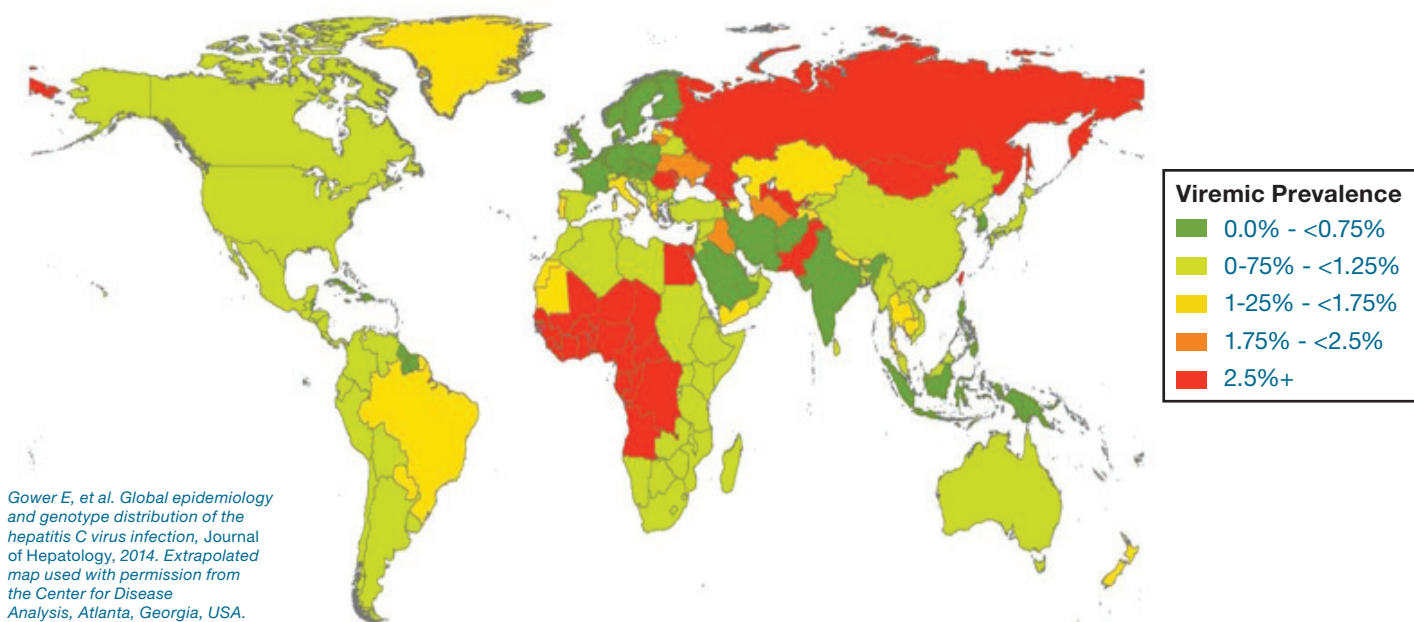 Viremic Prevalence
0.0% - <0.75%
0-75% - <1.25%
1-25% - <1.75%
1.75% - <2.5%
2.5%+
Gower E, et al. Global epidemiology
and genotype distribution of the
hepatitis C virus infection, Journal
of Hepatology, 2014. Extrapolated
map used with permission from
the Center for Disease
Analysis, Atlanta, Georgia, USA.